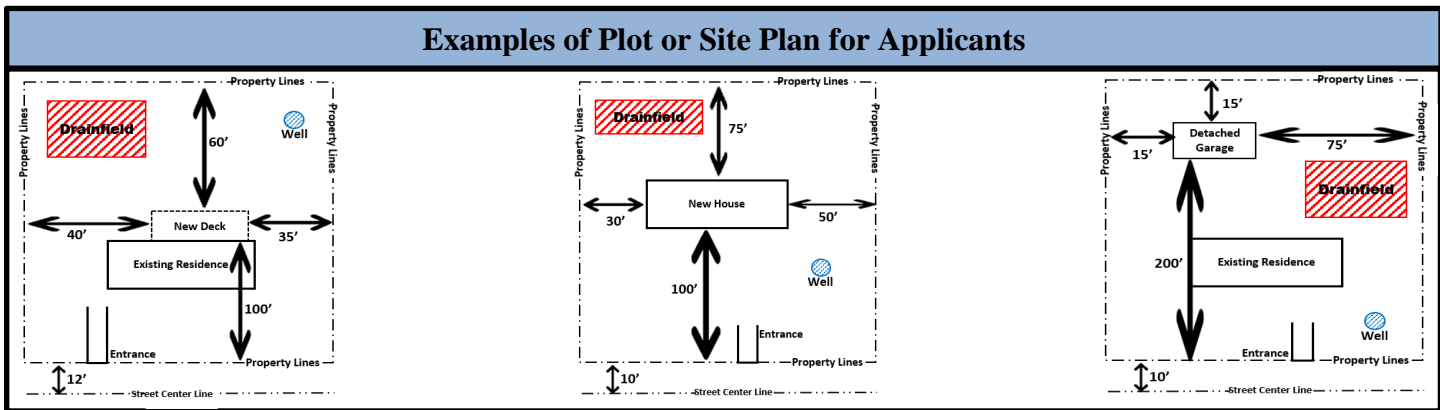 Examples of Plot or Site Plan for Applicants
Property Lines
Property Lines
Property Lines
Drainfield
Well
60’
40’
New Deck
35’
Existing Residence
100’
Entrance
Property Lines
12’
Street Center Line
Property Lines
Property Lines
Property Lines
Drainfield
75’
30’
New House
50’
Well
100’
Entrance
Property Lines
10’
Street Center Line
Property Lines
Property Lines
Property Lines
15’
15’
Detached
Garage
75’
Drainfield
200’
Existing Residence
Well
Entrance
Property Lines
10’
Street Center Line